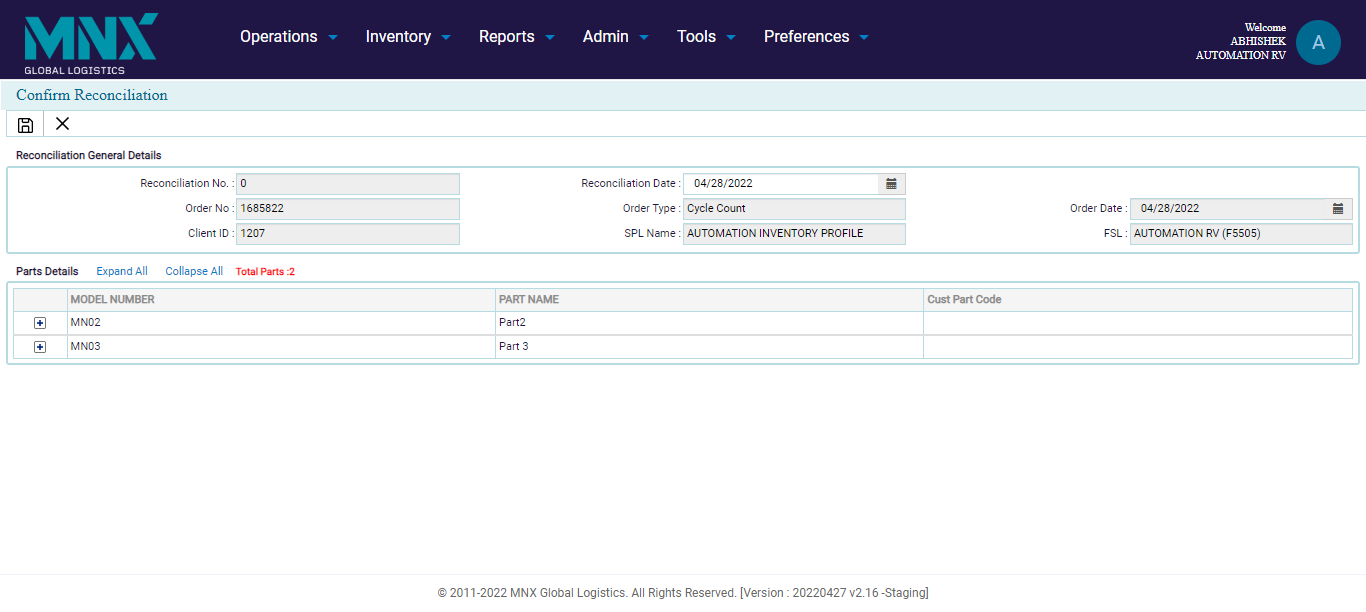 MNX
GLOBAL LOGISTICS
Operations Inventory Reports Admin Tools Preferences
Welcome
ABHISHEK
AUTOMATION RV
A
Confirm Reconciliation
Reconciliation General Details
Reconciliation No. : 0 Reconciliation Date : 04/28/2022
Order No : 1685822 Order Type : Cycle Count Order Date : 04/28/2022
Client ID : 1207 SPL Name : AUTOMATION INVENTORY PROFILE FSL : AUTOMATION RV (F5505)
Parts Details Expand All Collapse All Total Parts :2
MODEL NUMBER PART NAME Cust Part Code
MN02 Part2
MN03 Part 3
© 2011-2022 MNX Global Logistics. All Rights Reserved. [Version : 20220427 v2.16 -Staging]